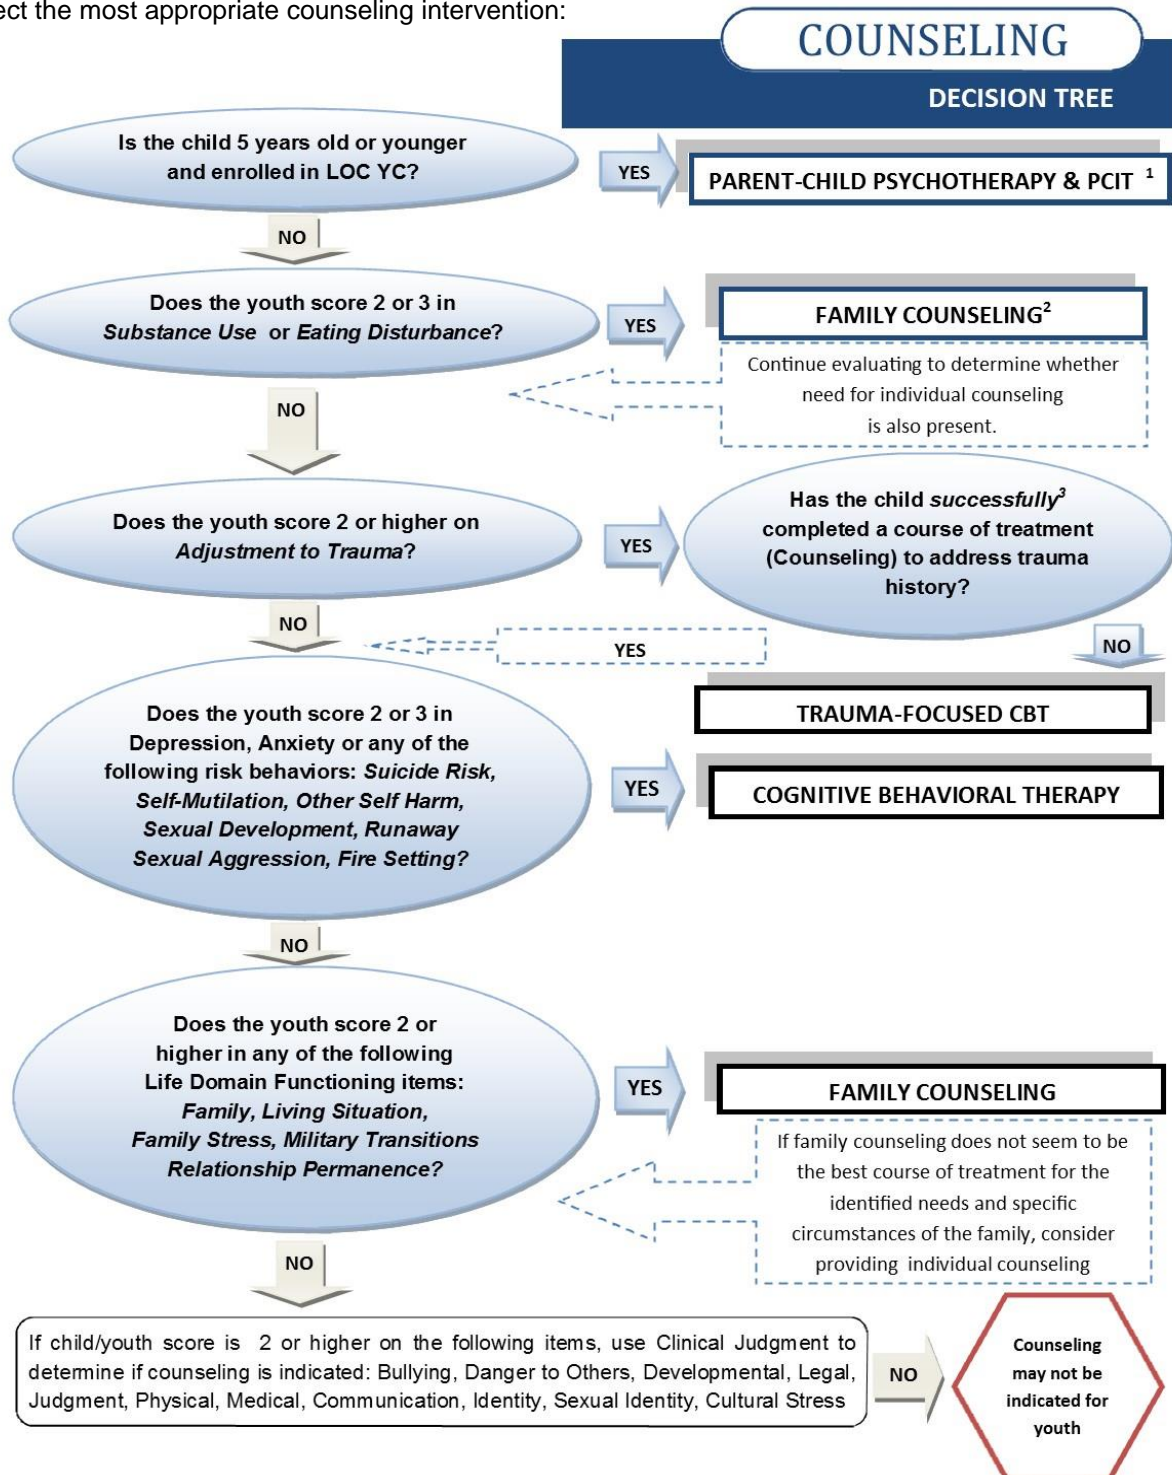 ect the most appropriate counseling intervention:
COUNSELING
DECISION TREE
Is the child 5 years old or younger
and enrolled in LOC YC?
YES
PARENT-CHILD PSYCHOTHERAPY & PCIT 1
NO
Does the youth score 2 or 3 in
Substance Use or Eating Disturbance?
YES
FAMILY COUNSELING2
Continue evaluating to determine whether
need for individual counseling
is also present.
NO
Does the youth score 2 or higher on
Adjustment to Trauma?
YES
Has the child successfully3
completed a course of treatment
(Counseling) to address trauma
history?
NO
YES
NO
TRAUMA-FOCUSED CBT
Does the youth score 2 or 3 in
Depression, Anxiety or any of the
following risk behaviors: Suicide Risk,
Self-Mutilation, Other Self Harm,
Sexual Development, Runaway
Sexual Aggression, Fire Setting?
YES
COGNITIVE BEHAVIORAL THERAPY
NO
Does the youth score 2 or
higher in any of the following
Life Domain Functioning items:
Family, Living Situation,
Family Stress, Military Transitions
Relationship Permanence?
YES
FAMILY COUNSELING
If family counseling does not seem to be
the best course of treatment for the
identified needs and specific
circumstances of the family, consider
providing individual counseling
NO
If child/youth score is 2 or higher on the following items, use Clinical Judgment to
determine if counseling is indicated: Bullying, Danger to Others, Developmental, Legal,
Judgment, Physical, Medical, Communication, Identity, Sexual Identity, Cultural Stress
NO
Counseling
may not be
indicated for
youth